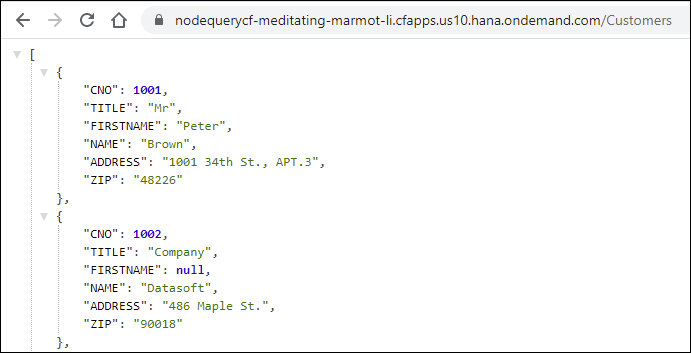 nodequerycf-meditating-marmot-li.cfapps.us10.hana.ondemand.com/Customers
[
{
"CNO": 1001,
"TITLE": "Mr",
"FIRSTNAME": "Peter",
"NAME": "Brown",
"ADDRESS": "1001 34th St., APT.3",
"ZIP": "48226"
},
{
"CNO": 1002,
"TITLE": "Company",
"FIRSTNAME": null,
"NAME": "Datasoft",
"ADDRESS": "486 Maple St.",
"ZIP": "90018"
},